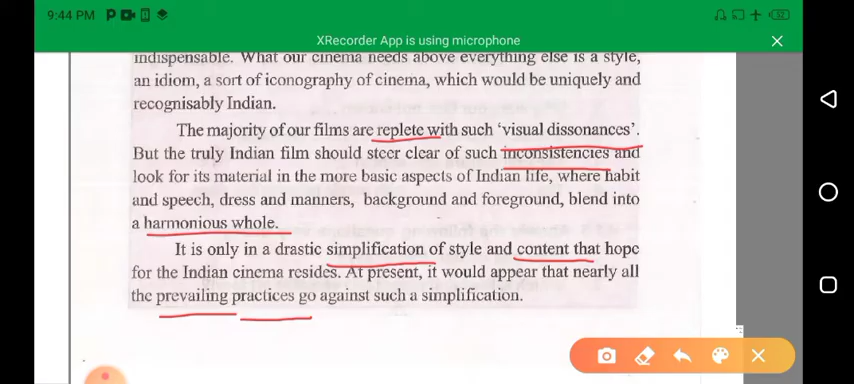 9:44 PM
52
XRecorder App is using microphone
indispensable. What our cinema needs above everything else is a style,
an idiom, a sort of iconography of cinema, which would be uniquely and
recognisably Indian.
The majority of our films are replete with such 'visual dissonances'.
But the truly Indian film should steer clear of such inconsistencies and
look for its material in the more basic aspects of Indian life, where habit
and speech, dress and manners, background and foreground, blend into
a harmonious whole.
It is only in a drastic simplification of style and content that hope
for the Indian cinema resides. At present, it would appear that nearly all
the prevailing practices go against such a simplification.